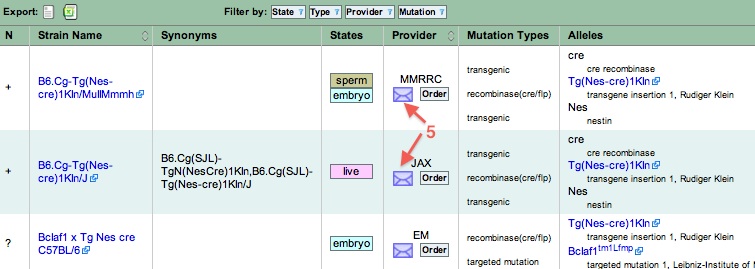 Export: Filter by: State ? Type ? Provider ? Mutation ?
N Strain Name Synonyms States Provider Mutation Types Alleles
+ B6.Cg-Tg(Nes-
cre)1Kln/MullMmmh
sperm
embryo
MMRRC
Order
transgenic
recombinase(cre/flp)
transgenic
cre
cre recombinase
Tg(Nes-cre)1Kln
transgene insertion 1, Rudiger Klein
Nes
nestin
5
+ B6.Cg-Tg(Nes-
cre)1Kln/J
B6.Cg(SJL)-
TgN(NesCre)1Kln,B6.Cg(SJL)-
Tg(Nes-cre)1Kln/J
live
JAX
Order
transgenic
recombinase(cre/flp)
transgenic
cre
cre recombinase
Tg(Nes-cre)1Kln
transgene insertion 1, Rudiger Klein
Nes
nestin
? Bclaf1 x Tg Nes cre
C57BL/6
embryo
EM
Order
recombinase(cre/flp)
targeted mutation
Tg(Nes-cre)1Kln
transgene insertion 1, Rudiger Klein
Bclaf1tm1Lfmp
targeted mutation 1, Leibniz-Institute of